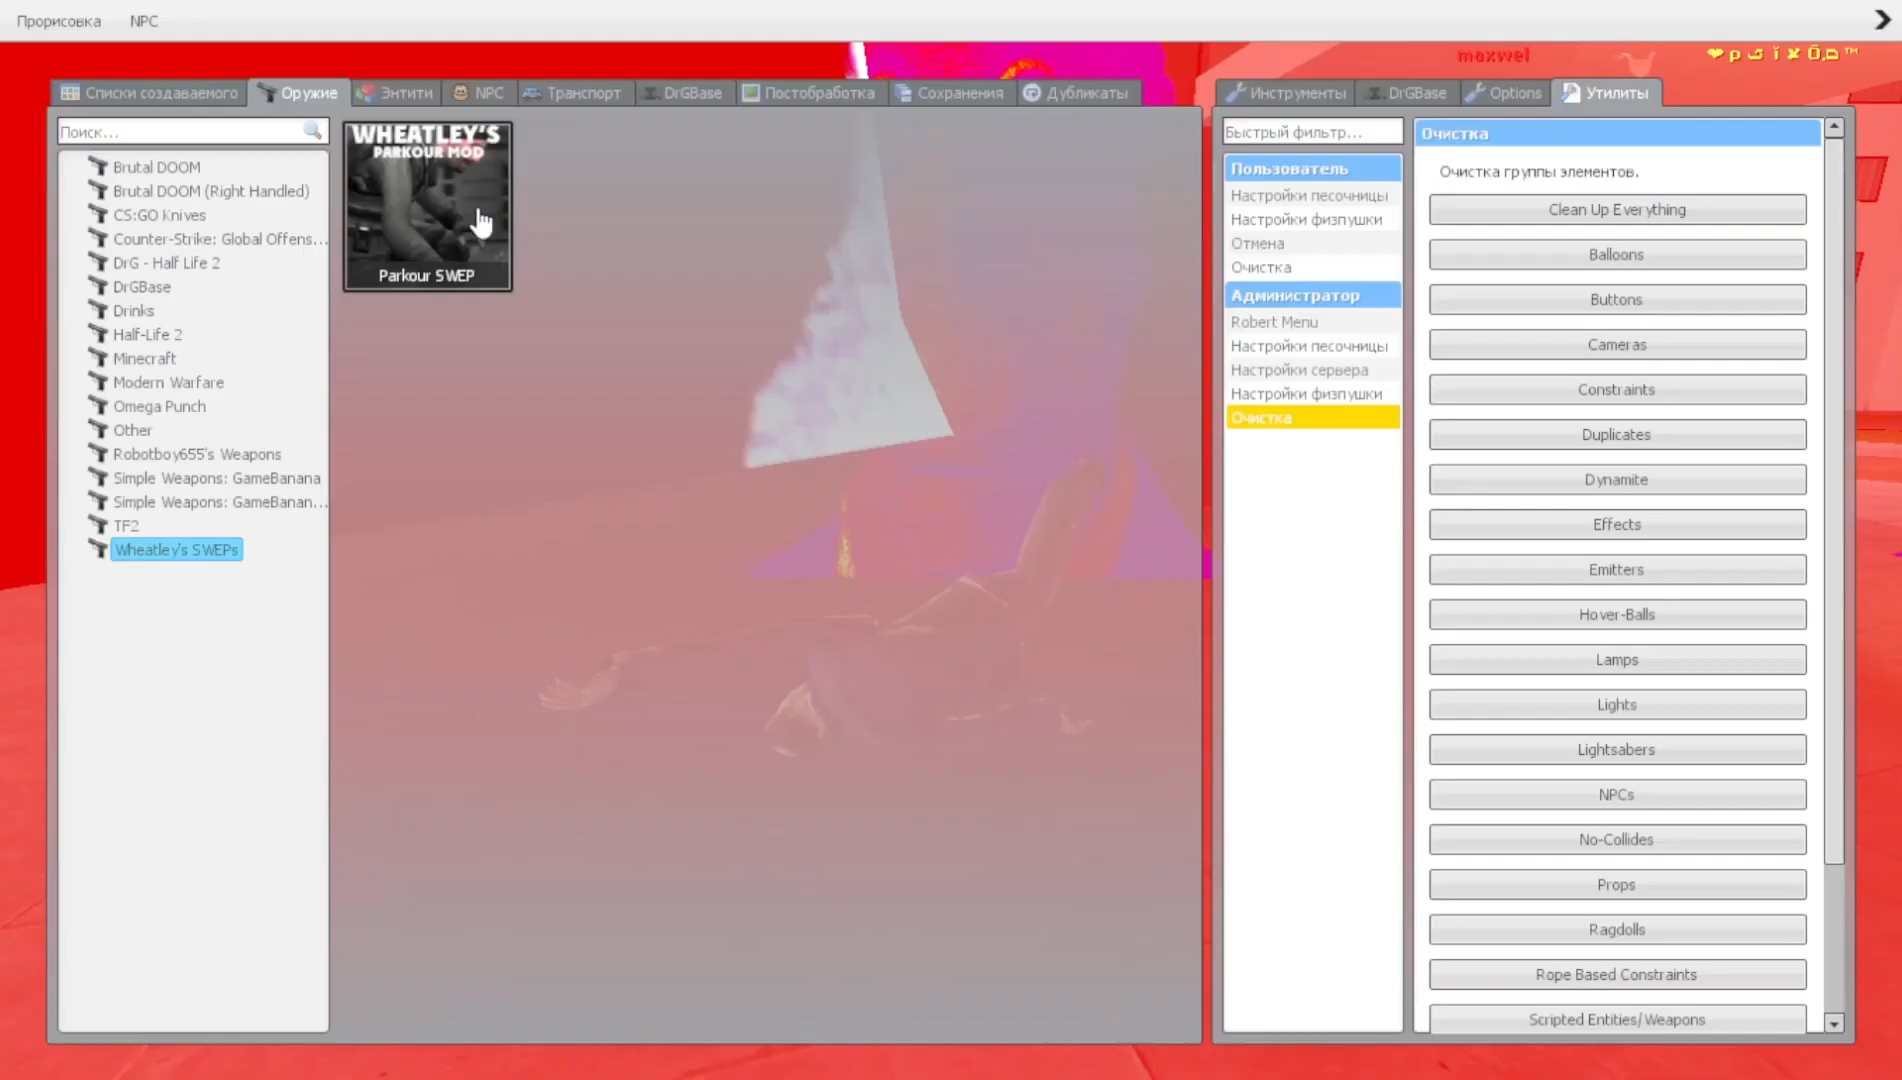 Прорисовка NPC
maxwel
Списки создаваемого Оружие Энтити NPC Транспорт DrGBase Постобработка Сохранения Дубликаты
Поиск...
Brutal DOOM
Brutal DOOM (Right Handled)
CS:GO Knives
Counter-Strike: Global Offens...
DrG - Half Life 2
DrGBase
Drinks
Half-Life 2
Minecraft
Modern Warfare
Omega Punch
Other
Robotboy655's Weapons
Simple Weapons: GameBanana
Simple Weapons: GameBanan...
TF2
Wheatley's SWEPs
WHEATLEY'S
PARKOUR MOD
Parkour SWEP
Инструменты DrGBase Options Утилиты
Быстрый фильтр...
Пользователь
Настройки песочницы
Настройки физпушки
Отмена
Очистка
Администратор
Robert Menu
Настройки песочницы
Настройки сервера
Настройки физпушки
Очистка
Очистка
Очистка группы элементов.
Clean Up Everything
Balloons
Buttons
Cameras
Constraints
Duplicates
Dynamite
Effects
Emitters
Hover-Balls
Lamps
Lights
Lightsabers
NPCs
No-Collides
Props
Ragdolls
Rope Based Constraints
Scripted Entities/Weapons